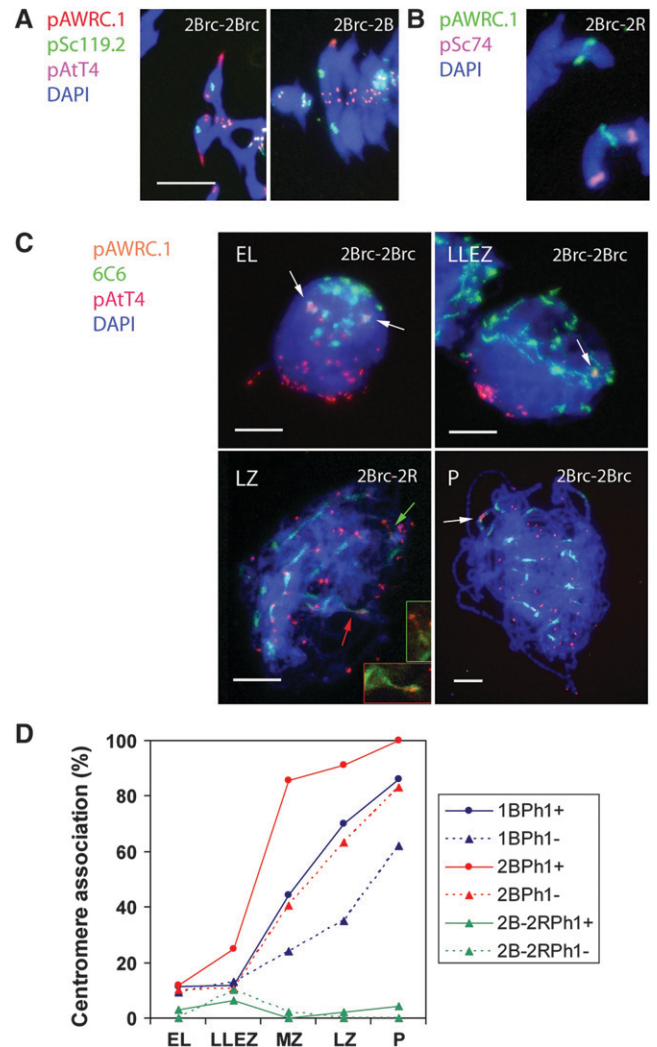 A
pAWRC.1
pSc119.2
pAtT4
DAPI
2Brc-2Brc
2Brc-2B
B
pAWRC.1
pSc74
DAPI
2Brc-2R
C
pAWRC.1
6C6
pAtT4
DAPI
EL
2Brc-2Brc
LLEZ
2Brc-2Brc
LZ
2Brc-2R
P
2Brc-2Brc
D
Centromere association (%)
100
80
60
40
20
0
EL LLEZ MZ LZ P
1BPh1+
1BPh1-
2BPh1+
2BPh1-
2B-2RPh1+
2B-2RPh1-